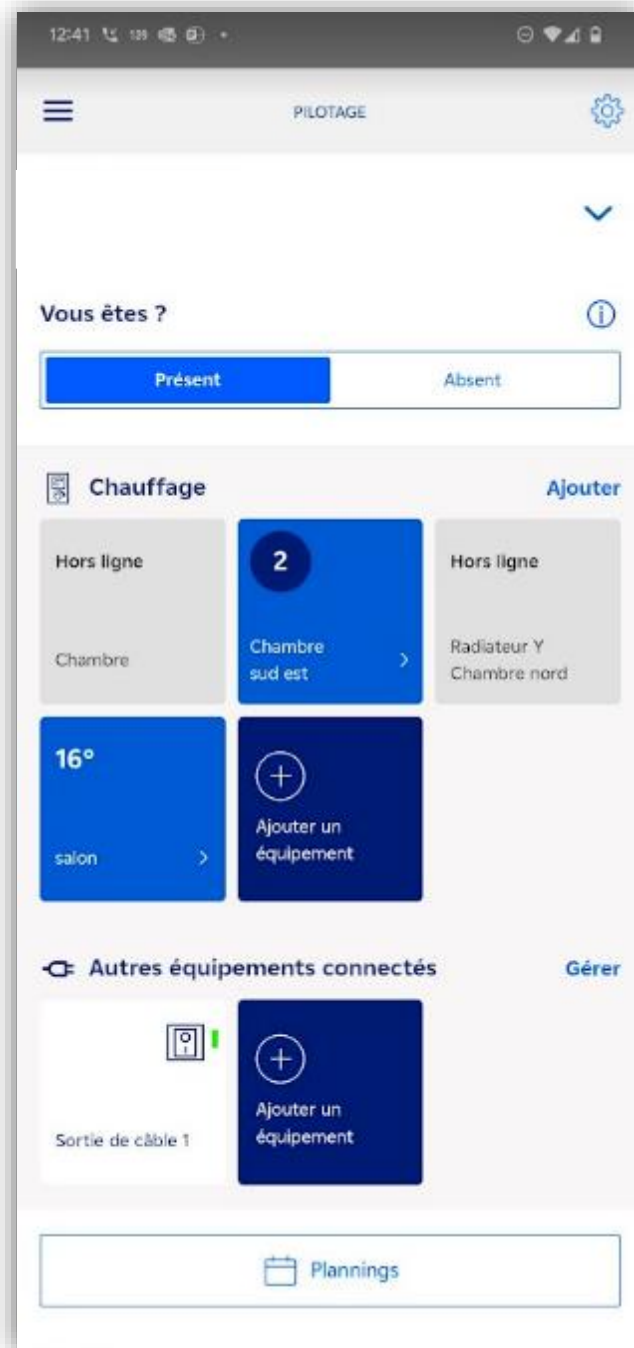 12:41
PILOTAGE
Vous êtes ?
Présent
Absent
Chauffage
Ajouter
Hors ligne
Chambre
2
Chambre
sud est
Hors ligne
Radiateur Y
Chambre nord
16°
salon
Ajouter un
équipement
Autres équipements connectés
Gérer
Sortie de câble 1
Ajouter un
équipement
Plannings